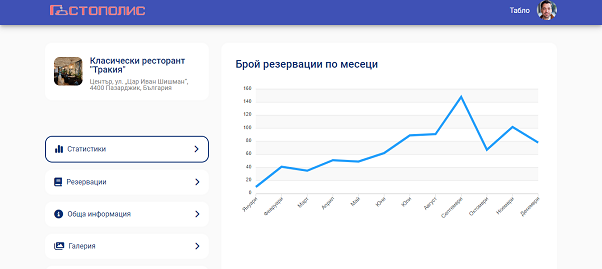 Гостополис
Табло
Класически ресторант
"Тракия"
Център, ул. „Цар Иван Шишман“,
4400 Пазарджик, България
Статистики
Резервации
Обща информация
Галерия
Брой резервации по месеци
160
140
120
100
80
60
48
20
0
Януари
Февруари
Март
Април
Май
Юни
Юли
Август
Септември
Октомври
Ноември
Декември